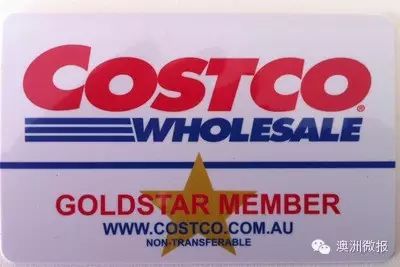 COSTCO®
WHOLESALE
GOLDSTAR MEMBER
WWW.COSTCO.COM.AU
NON-TRANSFERABLE
澳洲微报